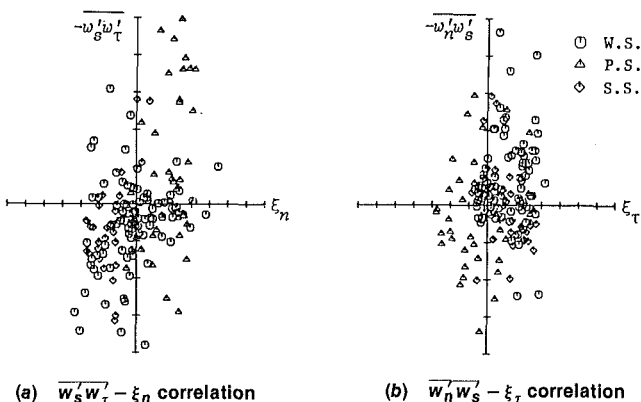 $-\overline{w_s'w_\tau'}$
$-\overline{w_n'w_s'}$
W.S.
P.S.
S.S.
$\xi_n$
$\xi_\tau$
(a) $\overline{w_s'w_\tau'}-\xi_n$ correlation
(b) $\overline{w_n'w_s'}-\xi_\tau$ correlation